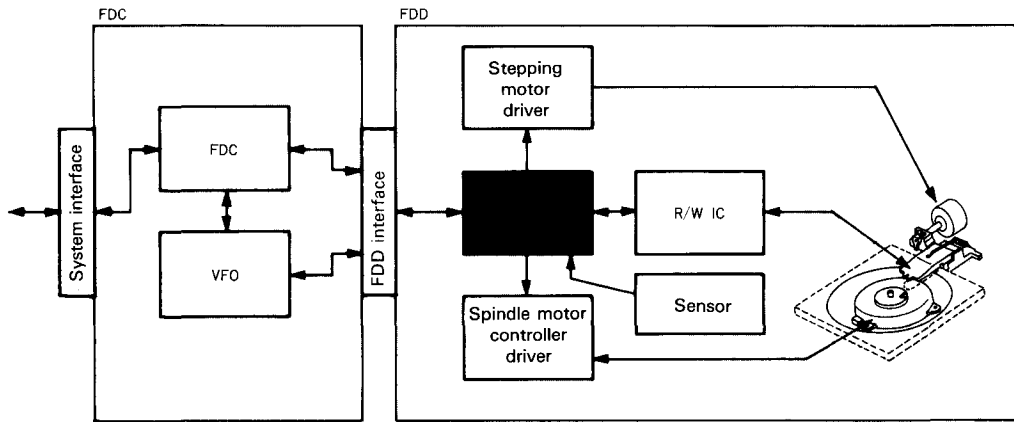 FDC
FDD
Stepping
motor
driver
System interface
FDC
FDD interface
R/W IC
VFO
Sensor
Spindle motor
controller
driver